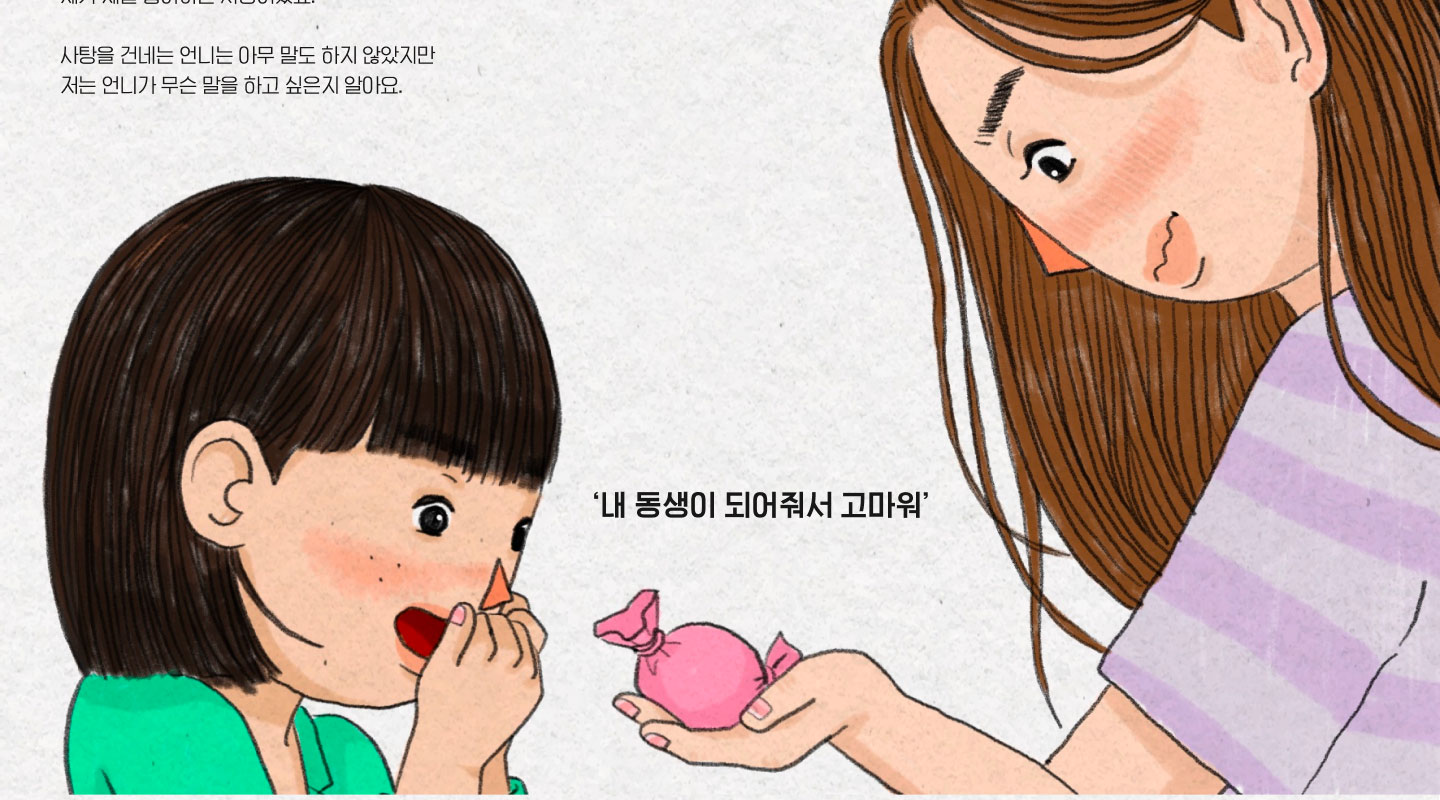 사탕을 건네는 언니는 아무 말도 하지 않았지만
저는 언니가 무슨 말을 하고 싶은지 알아요.
‘내 동생이 되어줘서 고마워’